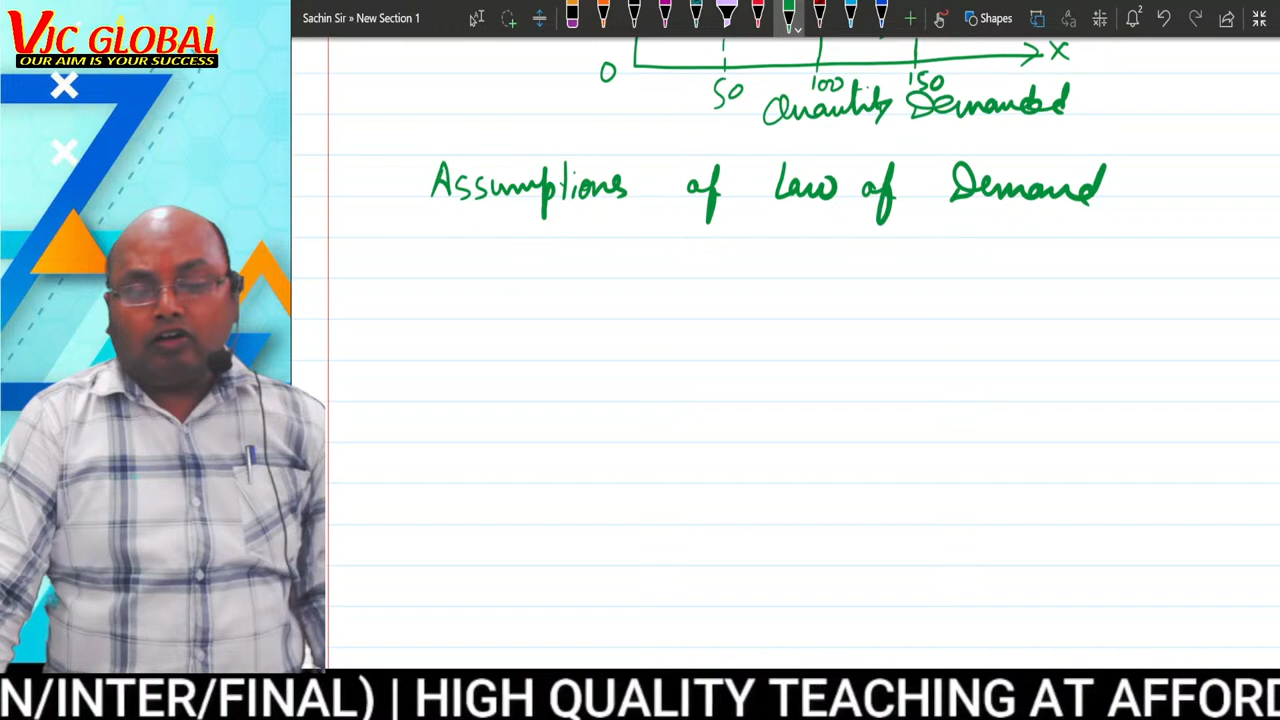 VJC GLOBAL
OUR AIM IS YOUR SUCCESS
Sachin Sir » New Section 1
Shapes
2
0
50
100
150
X
Quantity Demanded
Assumptions of Law of Demand
N/INTER/FINAL) | HIGH QUALITY TEACHING AT AFFORD